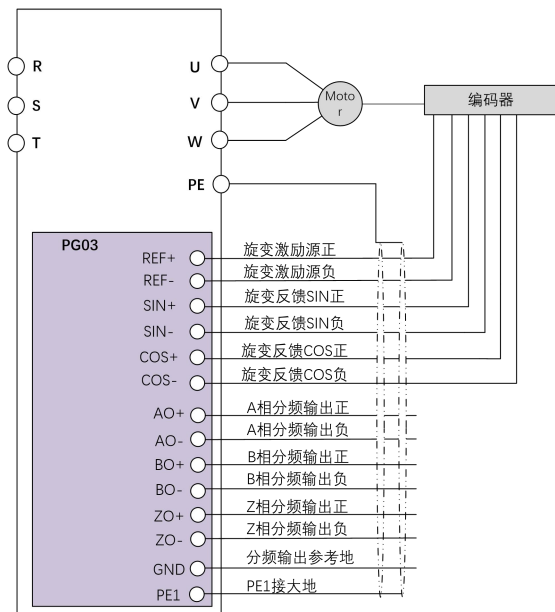 R
U
S
V
T
W
PE
Moto
r
编码器
PG03
REF+ 旋变激励源正
REF- 旋变激励源负
SIN+ 旋变反馈SIN正
SIN- 旋变反馈SIN负
COS+ 旋变反馈COS正
COS- 旋变反馈COS负
AO+ A相分频输出正
AO- A相分频输出负
BO+ B相分频输出正
BO- B相分频输出负
ZO+ Z相分频输出正
ZO- Z相分频输出负
GND 分频输出参考地
PE1 PE1接大地